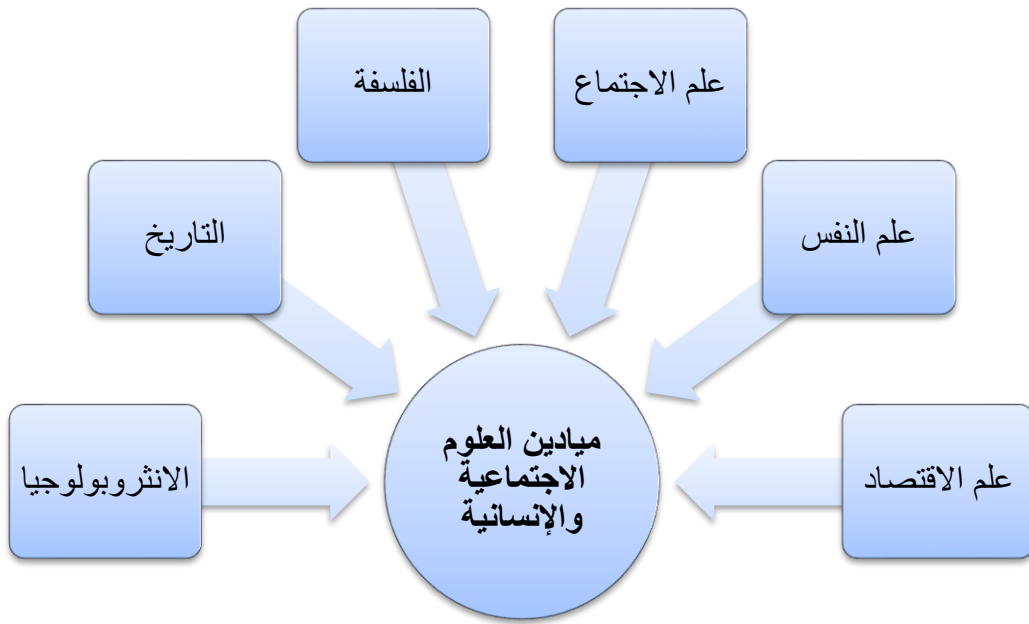 علم الاجتماع
الفلسفة
علم النفس
التاريخ
علم الاقتصاد
الانثروبولوجيا
ميادين العلوم
الاجتماعية
والإنسانية